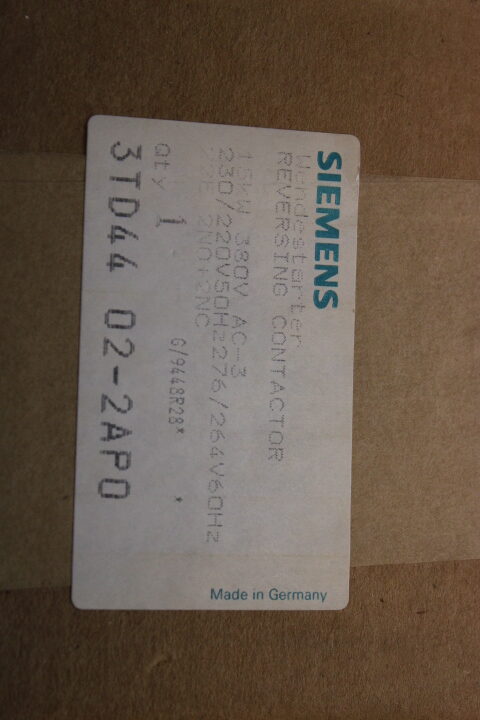 SIEMENS
Wendestarter
REVERSING CONTACTOR
15KW 380V AC-3
230/220V50HZ276/264V60HZ
2NO+2NC
Qty 1
G/9448R28* *
3TD44 02-2AP0
Made in Germany